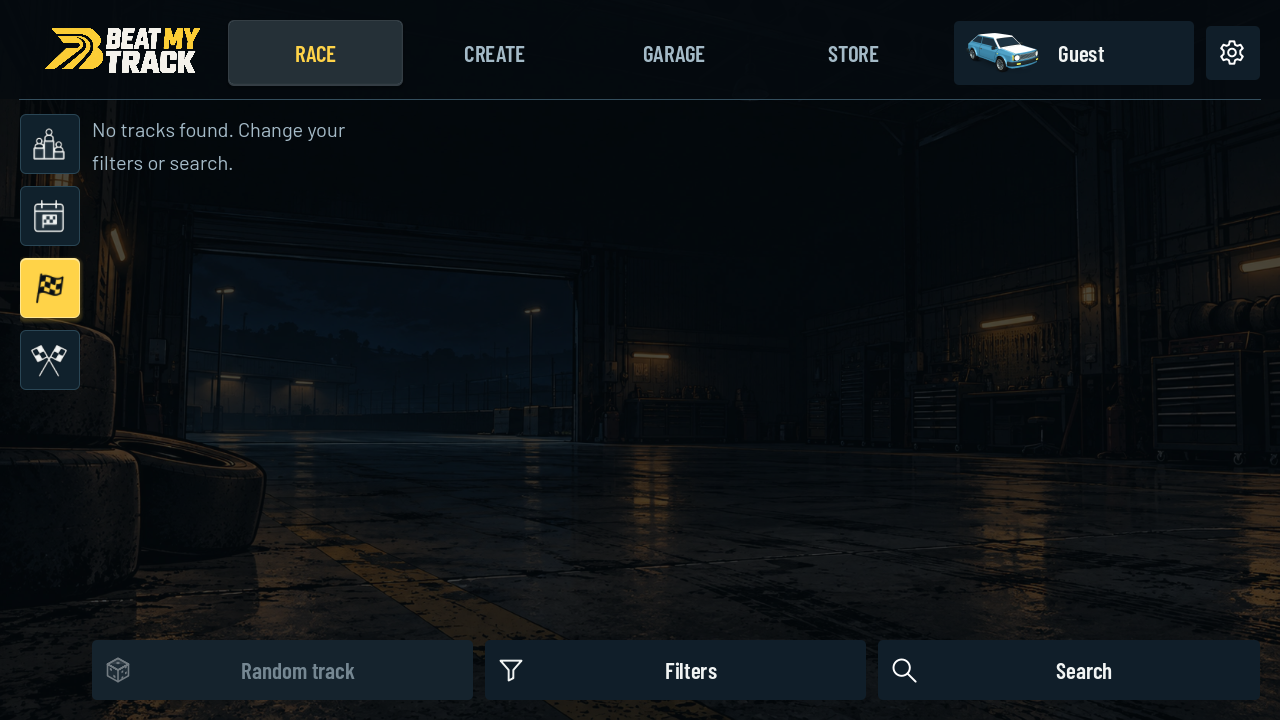 BEAT MY
TRACK
RACE
CREATE
GARAGE
STORE
Guest
No tracks found. Change your
filters or search.
Random track
Filters
Search